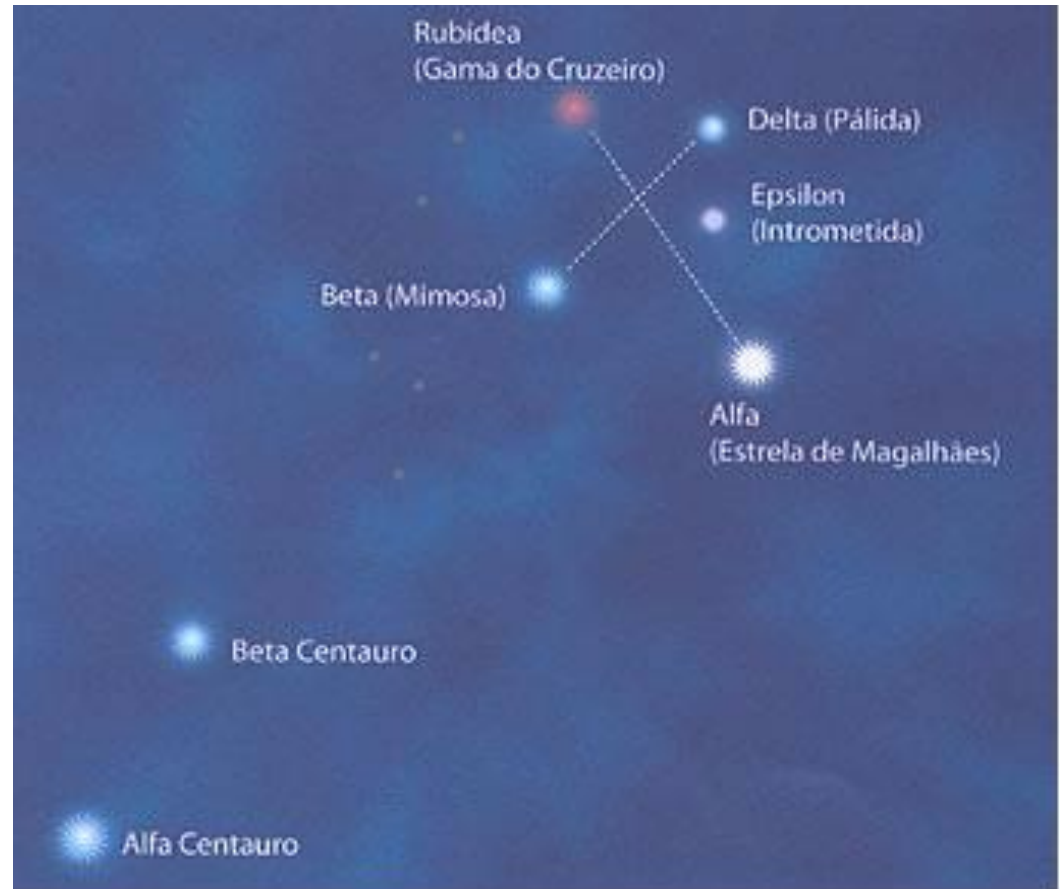 Rubídea
(Gama do Cruzeiro)
Delta (Pálida)
Epsilon
(Intrometida)
Beta (Mimosa)
Alfa
(Estrela de Magalhães)
Beta Centauro
Alfa Centauro